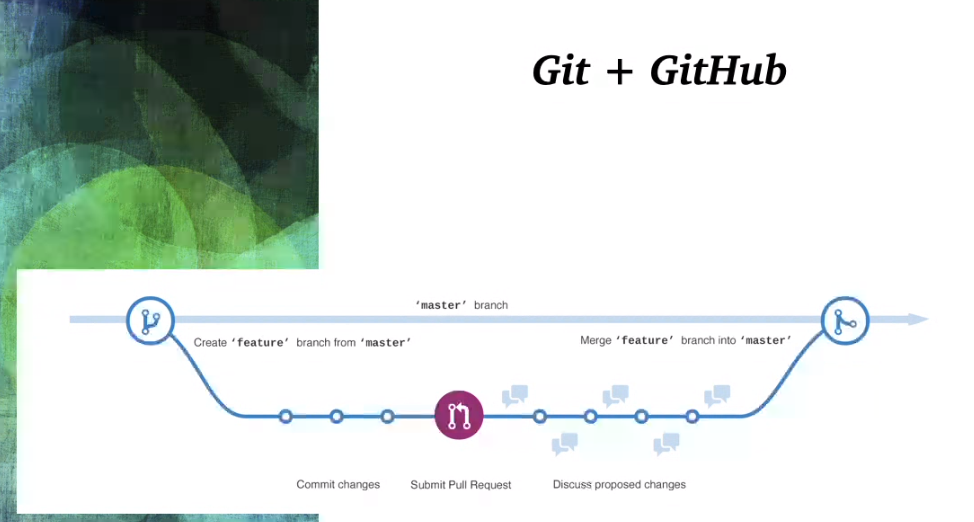 Git + GitHub
‘master’ branch
Create ‘feature’ branch from ‘master’
Merge ‘feature’ branch into ‘master’
Commit changes
Submit Pull Request
Discuss proposed changes